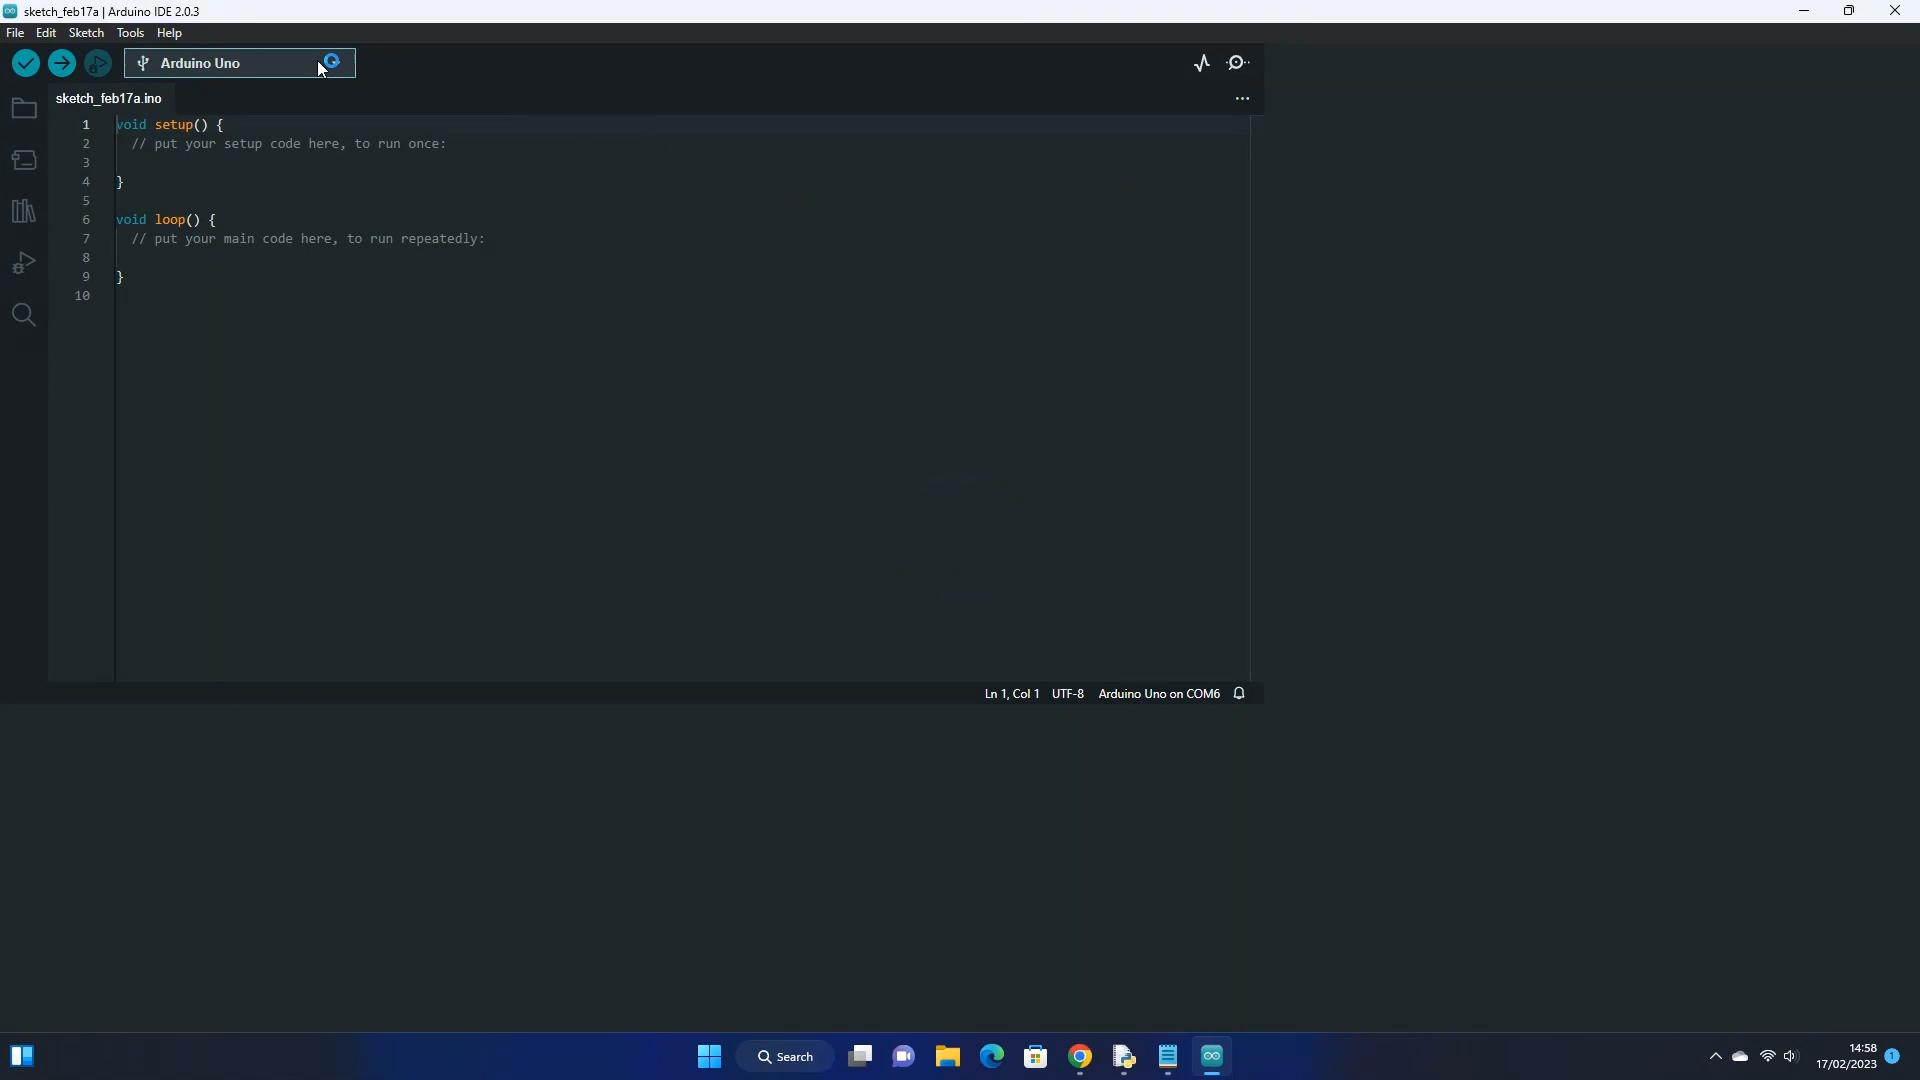 sketch_feb17a | Arduino IDE 2.0.3
File Edit Sketch Tools Help
Arduino Uno
sketch_feb17a.ino
1 void setup() {
2 // put your setup code here, to run once:
3
4 }
5
6 void loop() {
7 // put your main code here, to run repeatedly:
8
9 }
10
Ln 1, Col 1 UTF-8 Arduino Uno on COM6
Search
14:58
17/02/2023
1